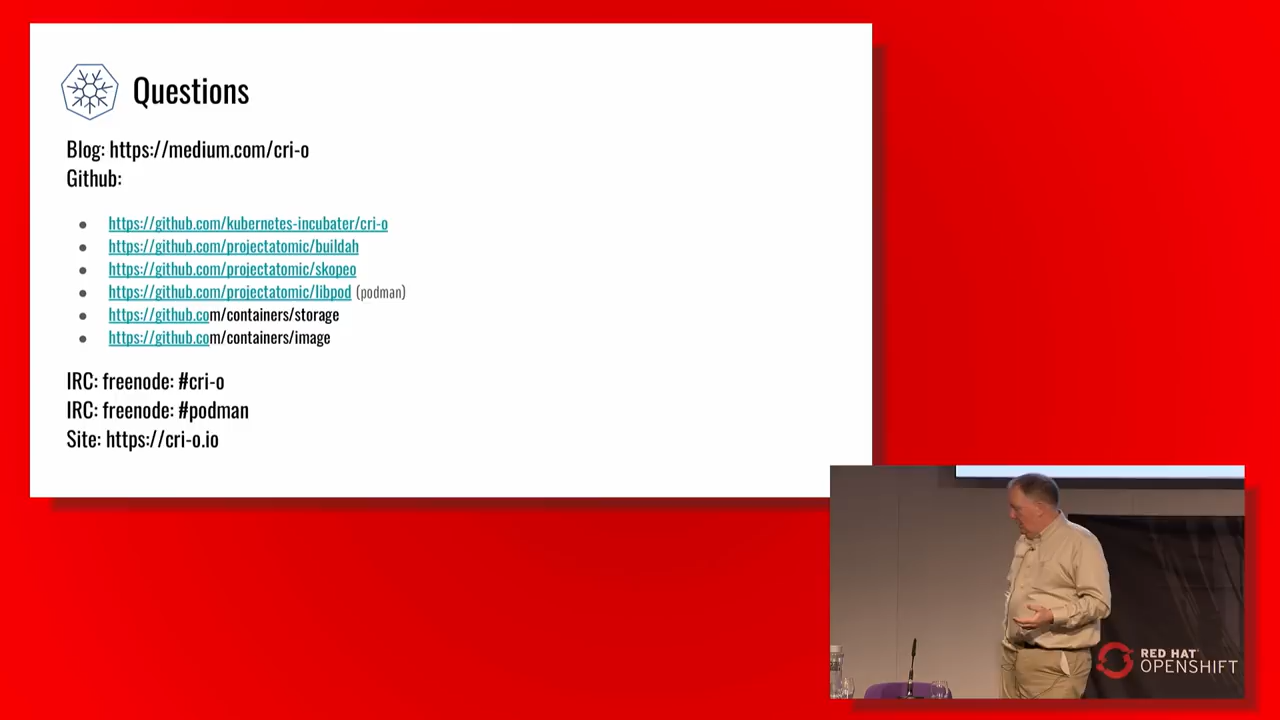 Questions
Blog: https://medium.com/cri-o
Github:
https://github.com/kubernetes-incubater/cri-o
https://github.com/projectatomic/buildah
https://github.com/projectatomic/skopeo
https://github.com/projectatomic/libpod (podman)
https://github.com/containers/storage
https://github.com/containers/image
IRC: freenode: #cri-o
IRC: freenode: #podman
Site: https://cri-o.io
RED HAT
OPENSHIFT